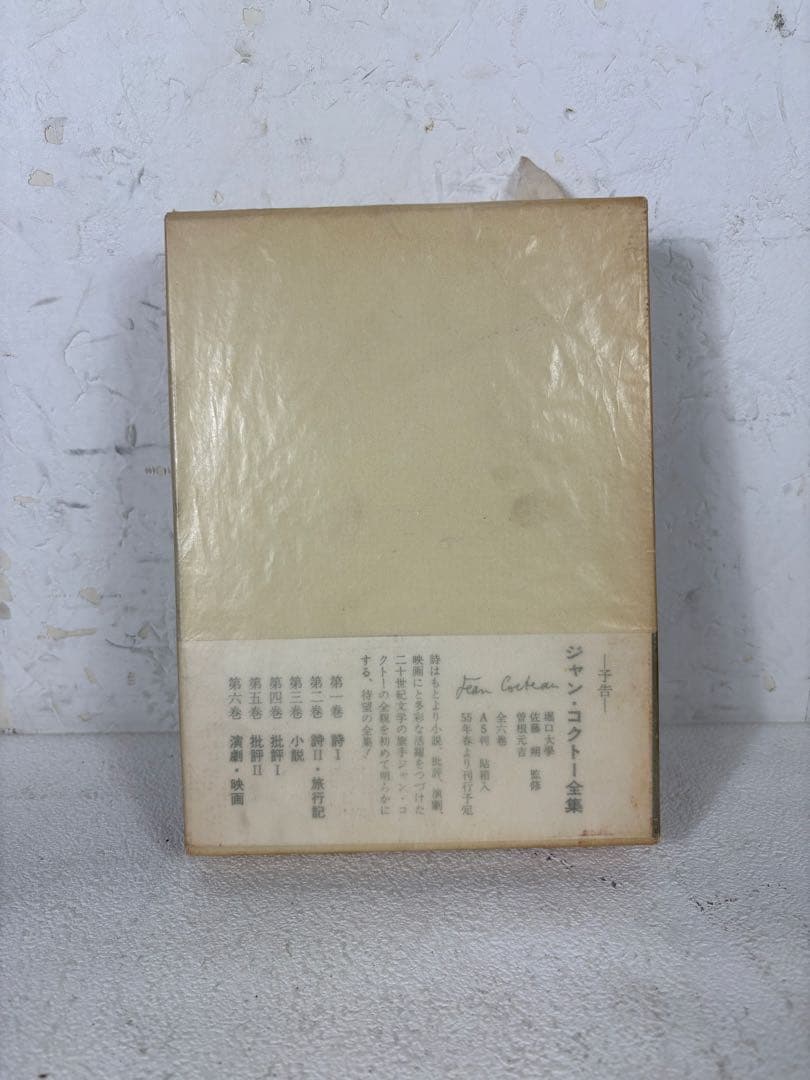 ―予告―
ジャン・コクトー全集
堀口大學
佐藤 朔 監修
曽根元吉
全六巻
A5判 貼箱入
55年春より刊行予定
Jean Cocteau
詩はもとより小説、批評、演劇、
映画にと多彩な活躍をつづけた
二十世紀文学の旗手ジャン・コ
クトーの全貌を初めて明らかに
する、待望の全集！
第一巻 詩Ⅰ
第二巻 詩Ⅱ・旅行記
第三巻 小説
第四巻 批評Ⅰ
第五巻 批評Ⅱ
第六巻 演劇・映画